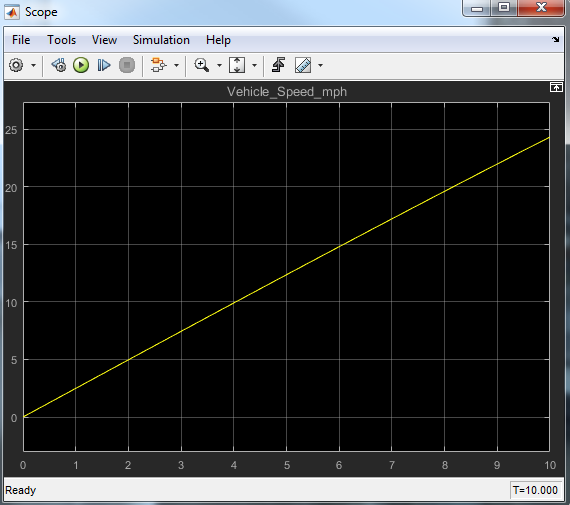 Scope
File Tools View Simulation Help
Vehicle_Speed_mph
25
20
15
10
5
0
0 1 2 3 4 5 6 7 8 9 10
Ready T=10.000